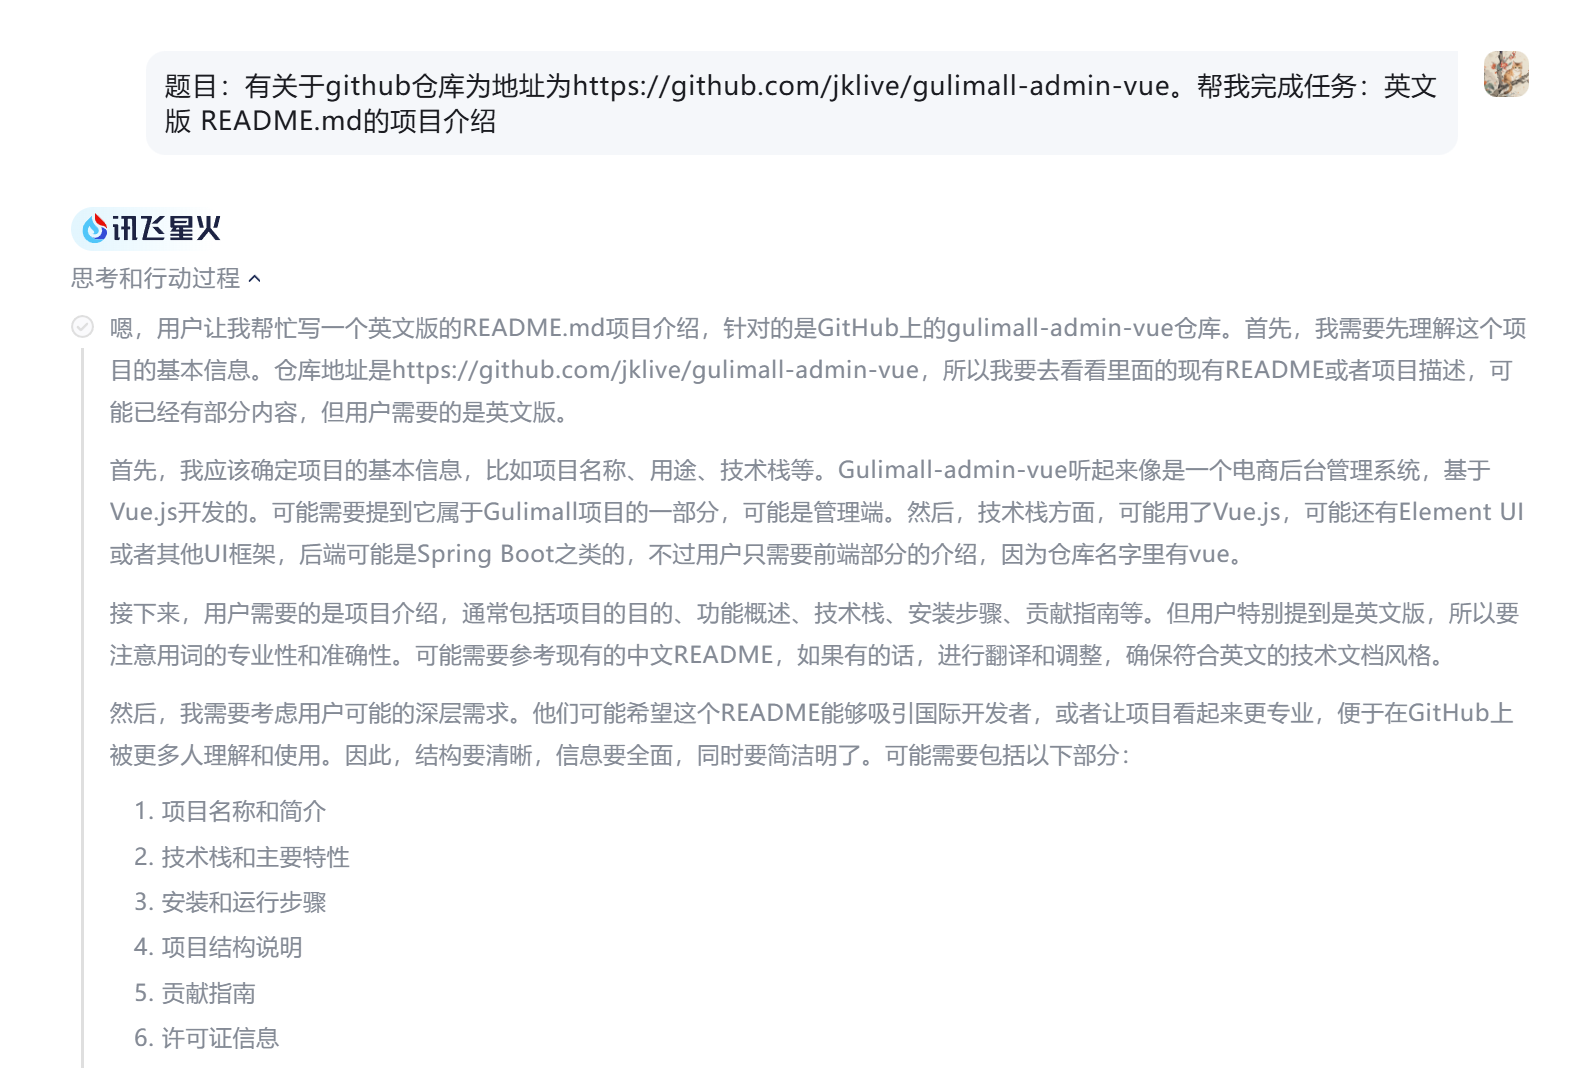 题目：有关于github仓库为地址为https://github.com/jklive/gulimall-admin-vue。帮我完成任务：英文
版 README.md的项目介绍
讯飞星火
思考和行动过程
嗯，用户让我帮忙写一个英文版的README.md项目介绍，针对的是GitHub上的gulimall-admin-vue仓库。首先，我需要先理解这个项
目的基本信息。仓库地址是https://github.com/jklive/gulimall-admin-vue，所以我要去看看里面的现有README或者项目描述，可
能已经有部分内容，但用户需要的是英文版。
首先，我应该确定项目的基本信息，比如项目名称、用途、技术栈等。Gulimall-admin-vue听起来像是一个电商后台管理系统，基于
Vue.js开发的。可能需要提到它属于Gulimall项目的一部分，可能是管理端。然后，技术栈方面，可能用了Vue.js，可能还有Element UI
或者其他UI框架，后端可能是Spring Boot之类的，不过用户只需要前端部分的介绍，因为仓库名字里有vue。
接下来，用户需要的是项目介绍，通常包括项目的目的、功能概述、技术栈、安装步骤、贡献指南等。但用户特别提到是英文版，所以要
注意用词的专业性和准确性。可能需要参考现有的中文README，如果有的话，进行翻译和调整，确保符合英文的技术文档风格。
然后，我需要考虑用户可能的深层需求。他们可能希望这个README能够吸引国际开发者，或者让项目看起来更专业，便于在GitHub上
被更多人理解和使用。因此，结构要清晰，信息要全面，同时要简洁明了。可能需要包括以下部分：
1. 项目名称和简介
2. 技术栈和主要特性
3. 安装和运行步骤
4. 项目结构说明
5. 贡献指南
6. 许可证信息